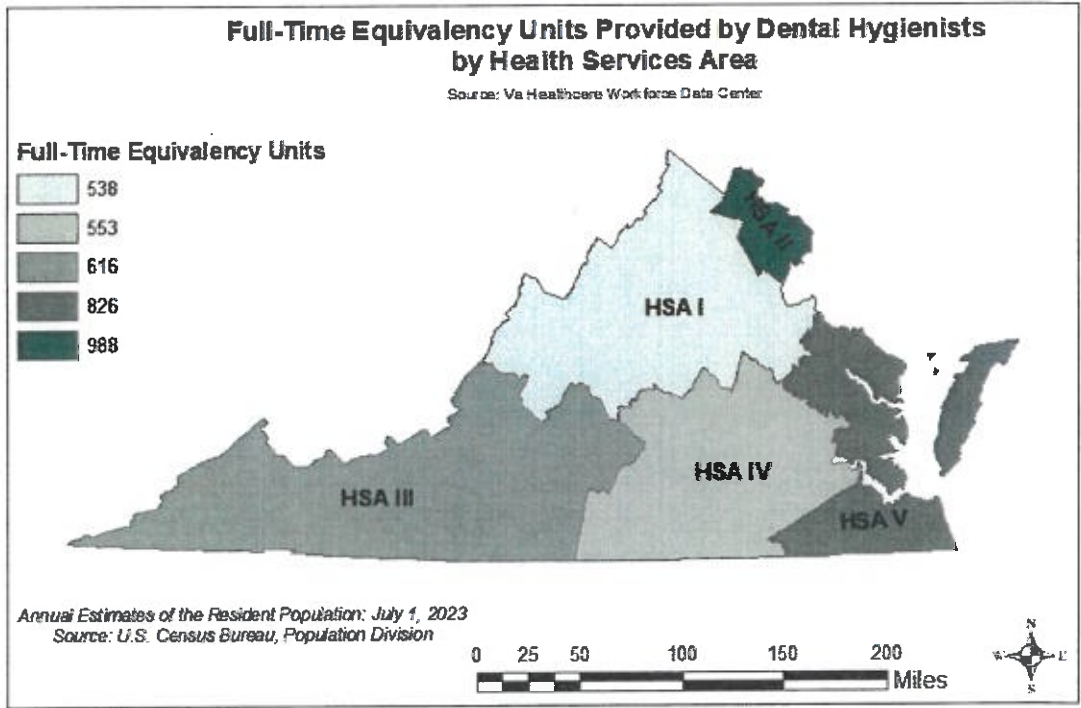 Full-Time Equivalency Units Provided by Dental Hygienists
by Health Services Area
Source: Va Healthcare Workforce Data Center
Full-Time Equivalency Units
538
553
616
826
988
HSA II
HSA I
HSA IV
HSA III
HSA V
Annual Estimates of the Resident Population: July 1, 2023
Source: U.S. Census Bureau, Population Division
0 25 50 100 150 200
Miles
N
W E
S